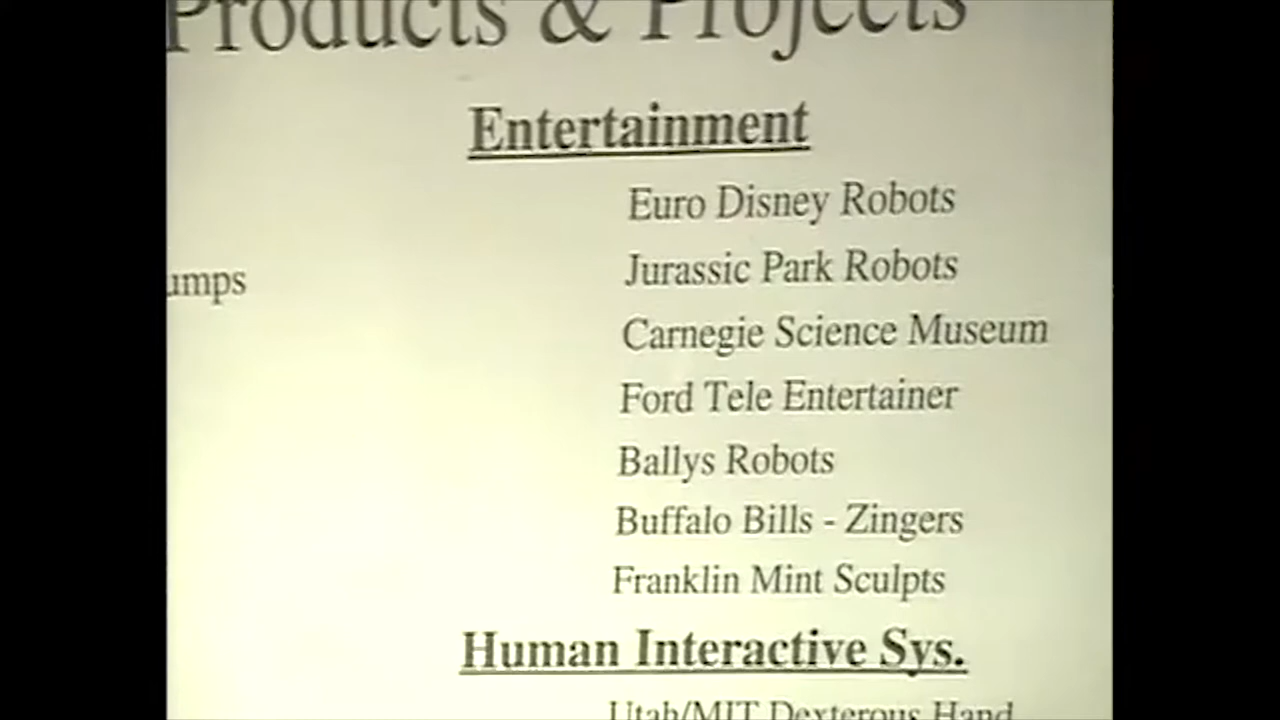 Products & Projects
Entertainment
Euro Disney Robots
Jurassic Park Robots
umps
Carnegie Science Museum
Ford Tele Entertainer
Ballys Robots
Buffalo Bills - Zingers
Franklin Mint Sculpts
Human Interactive Sys.
Utah/MIT Dexterous Hand